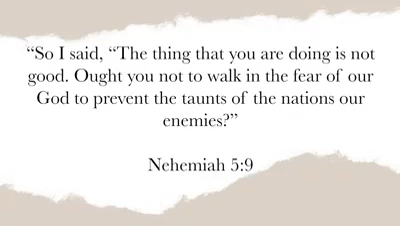 “So I said, “The thing that you are doing is not
good. Ought you not to walk in the fear of our
God to prevent the taunts of the nations our
enemies?”
Nehemiah 5:9